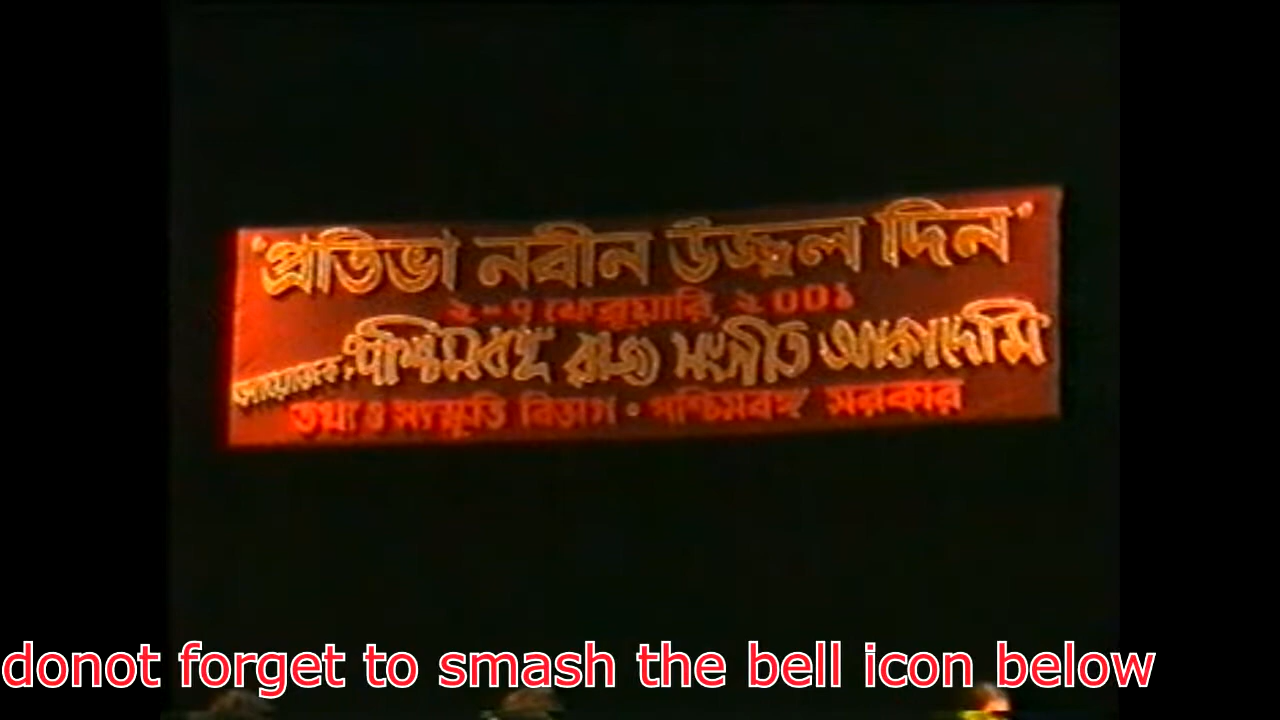 "প্রতিভা নবীন উজ্জ্বল দিন"
২-৭ ফেব্রুয়ারি, ২০০১
আয়োজকঃ পশ্চিমবঙ্গ রাজ্য সংগীত আকাদেমি
তথ্য ও সংস্কৃতি বিভাগ • পশ্চিমবঙ্গ সরকার
donot forget to smash the bell icon below